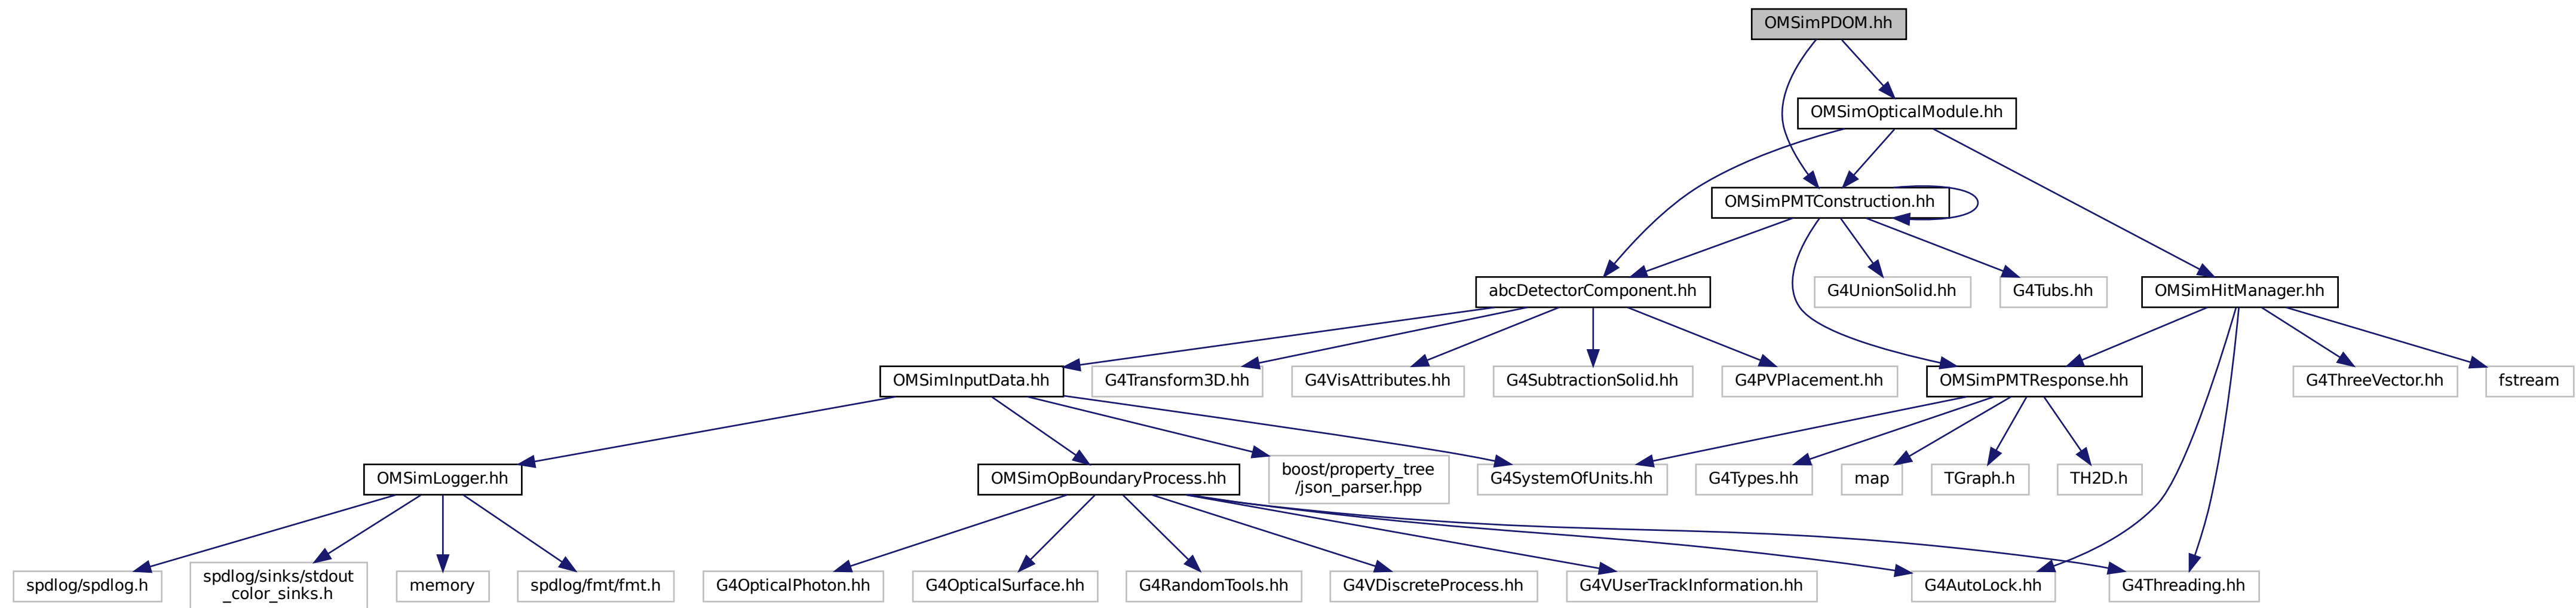 OMSimPDOM.hh
OMSimOpticalModule.hh
OMSimPMTConstruction.hh
abcDetectorComponent.hh
G4UnionSolid.hh
G4Tubs.hh
OMSimHitManager.hh
OMSimInputData.hh
G4Transform3D.hh
G4VisAttributes.hh
G4SubtractionSolid.hh
G4PVPlacement.hh
OMSimPMTResponse.hh
G4ThreeVector.hh
fstream
OMSimLogger.hh
OMSimOpBoundaryProcess.hh
boost/property_tree
/json_parser.hpp
G4SystemOfUnits.hh
G4Types.hh
map
TGraph.h
TH2D.h
spdlog/spdlog.h
spdlog/sinks/stdout
_color_sinks.h
memory
spdlog/fmt/fmt.h
G4OpticalPhoton.hh
G4OpticalSurface.hh
G4RandomTools.hh
G4VDiscreteProcess.hh
G4VUserTrackInformation.hh
G4AutoLock.hh
G4Threading.hh